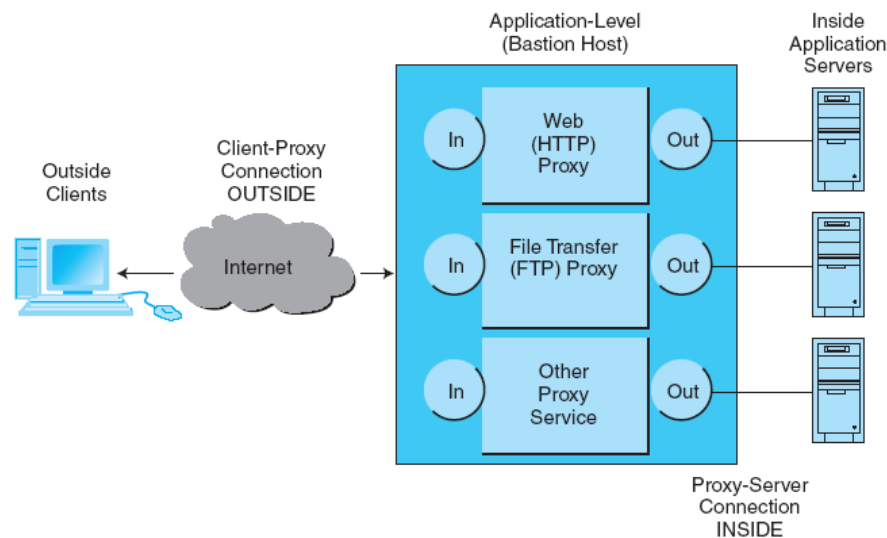 Application-Level
(Bastion Host)
Inside
Application
Servers
Outside
Clients
Client-Proxy
Connection
OUTSIDE
Internet
In
Web
(HTTP)
Proxy
Out
In
File Transfer
(FTP) Proxy
Out
In
Other
Proxy
Service
Out
Proxy-Server
Connection
INSIDE